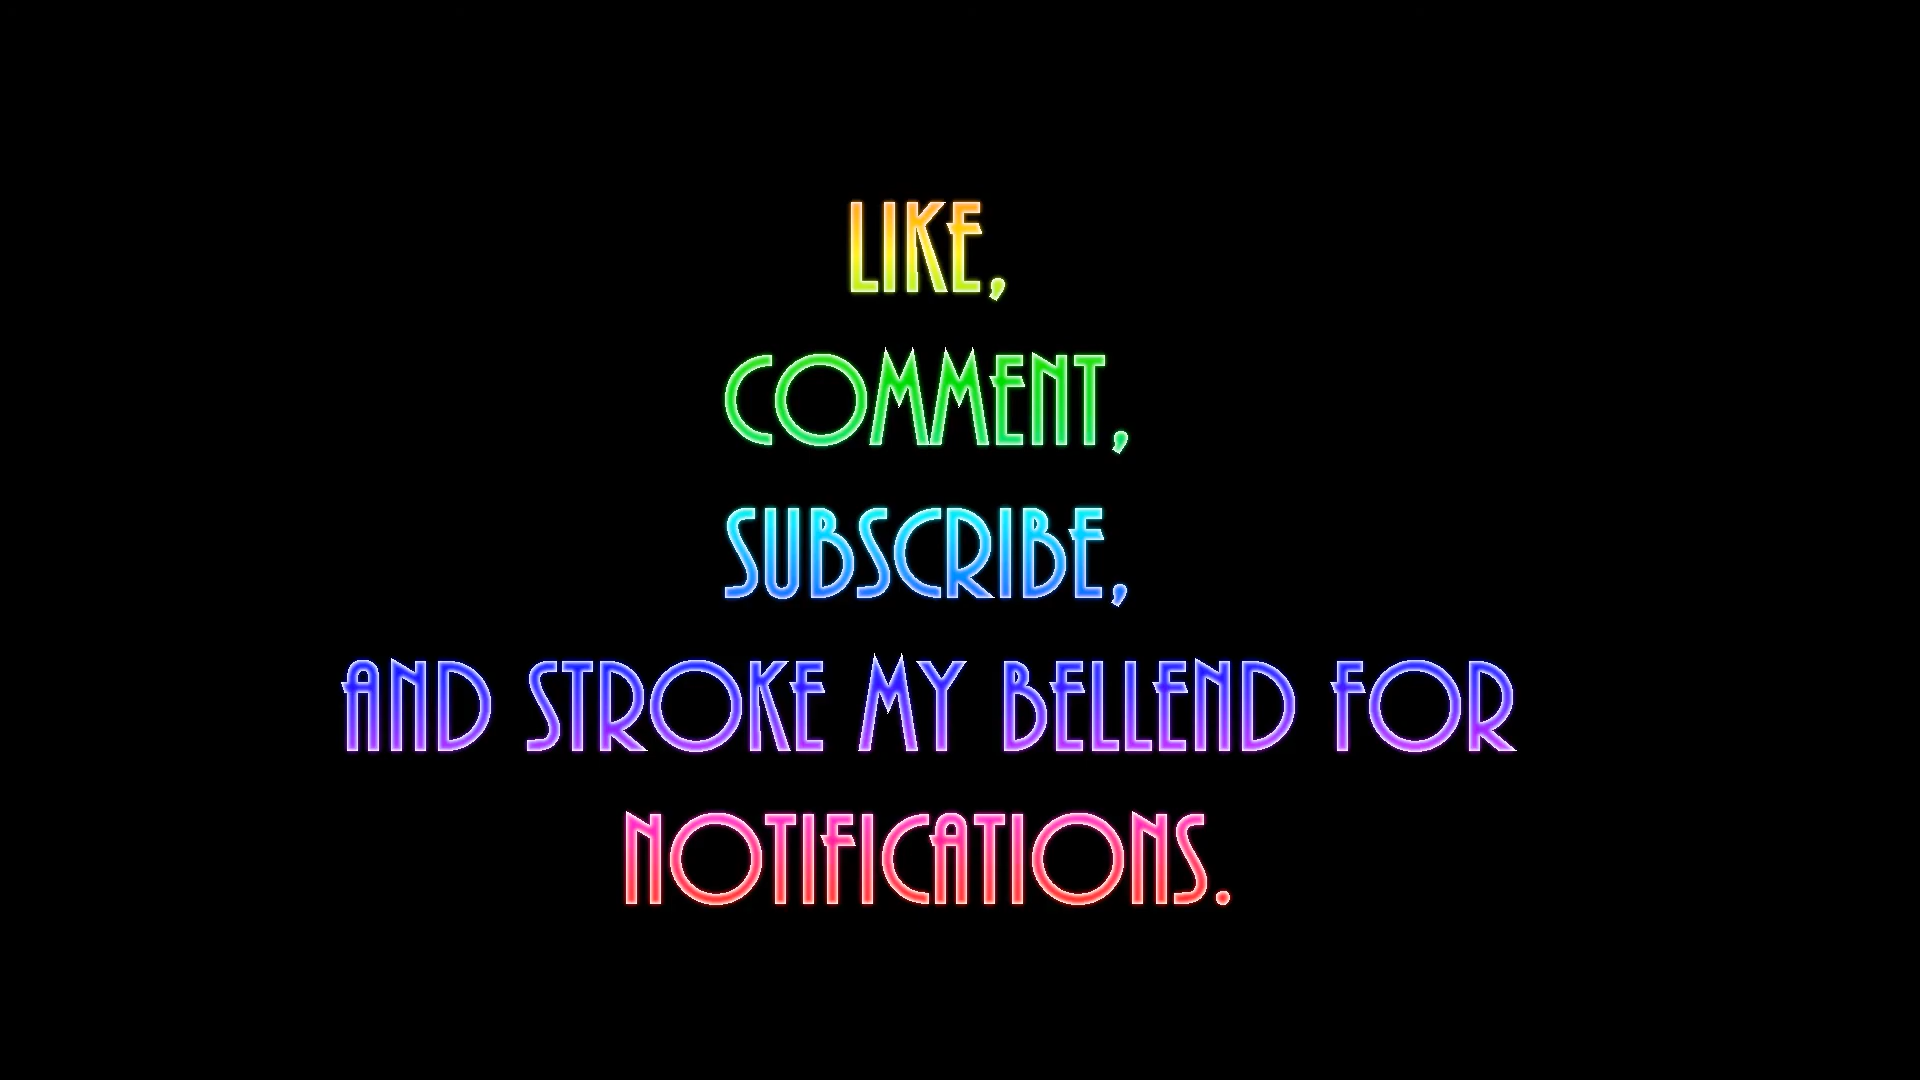 LIKE,
COMMENT,
SUBSCRIBE,
AND STROKE MY BELLEND FOR
NOTIFICATIONS.